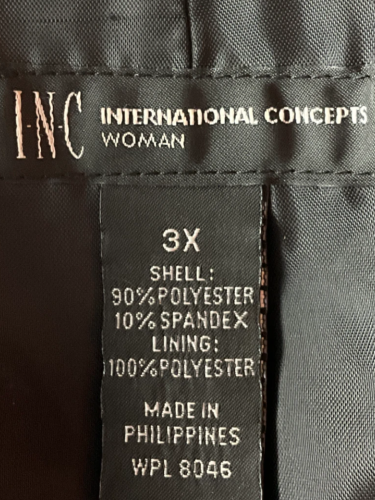 I·N·C INTERNATIONAL CONCEPTS
WOMAN
3X
SHELL:
90%POLYESTER
10%SPANDEX
LINING:
100%POLYESTER
MADE IN
PHILIPPINES
WPL 8046